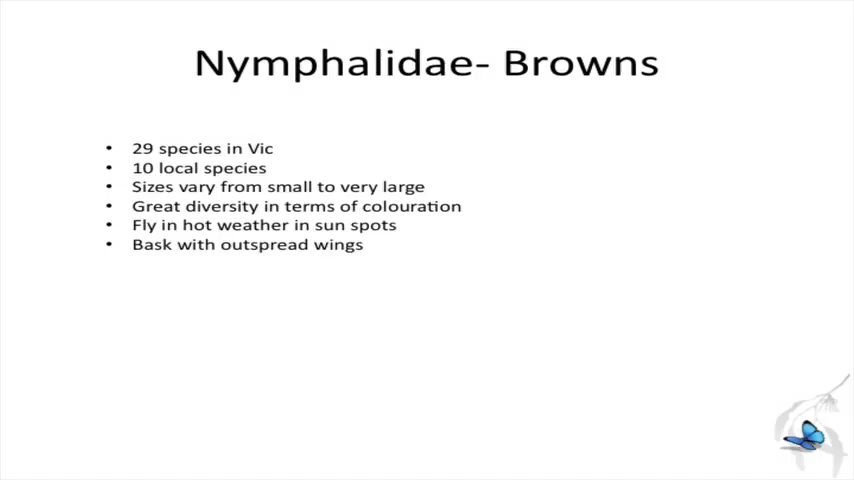 Nymphalidae- Browns
• 29 species in Vic
• 10 local species
• Sizes vary from small to very large
• Great diversity in terms of colouration
• Fly in hot weather in sun spots
• Bask with outspread wings